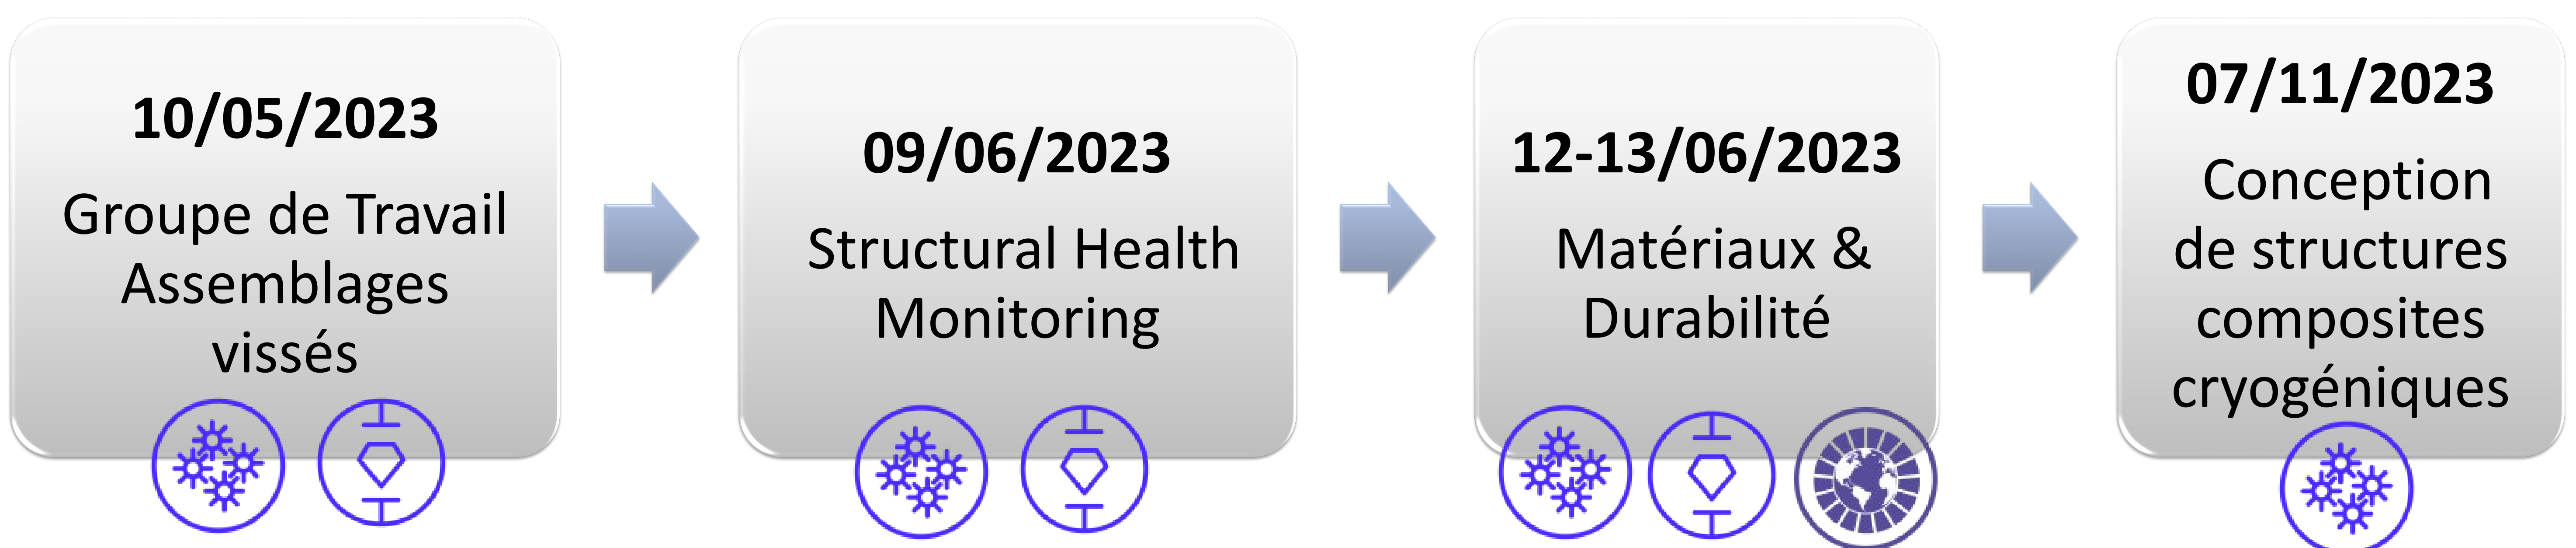 10/05/2023
Groupe de Travail
Assemblages
vissés
09/06/2023
Structural Health
Monitoring
12-13/06/2023
Matériaux &
Durabilité
07/11/2023
Conception
de structures
composites
cryogéniques